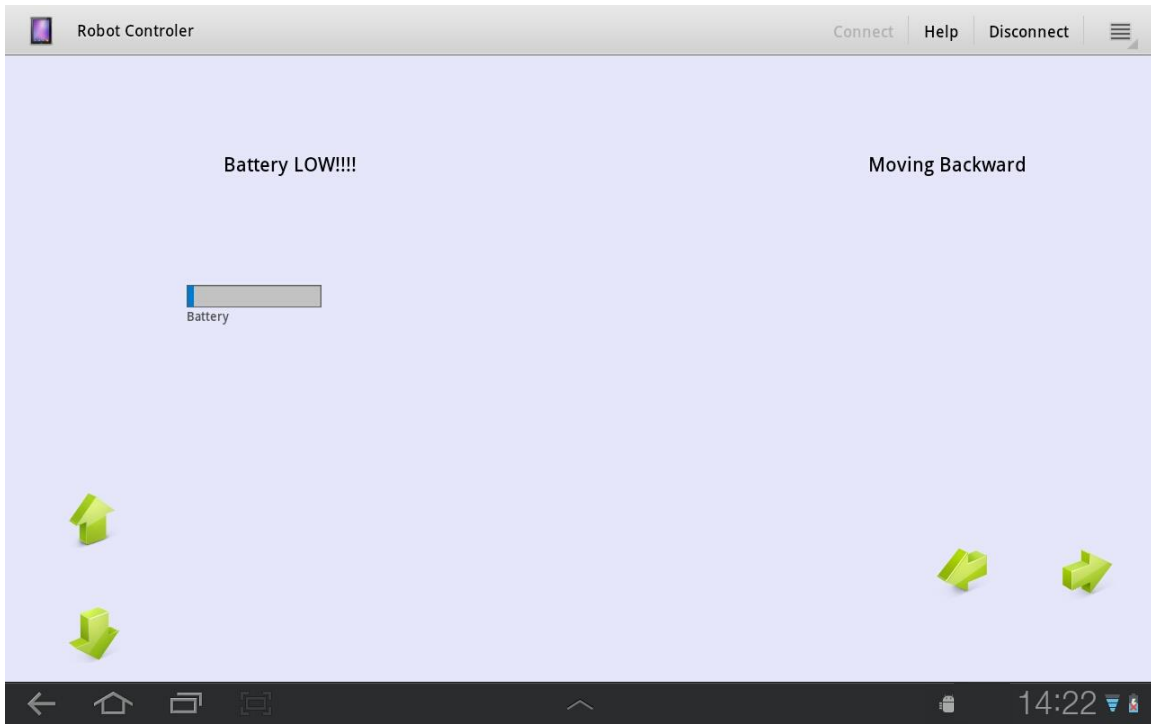 Robot Controler
Connect Help Disconnect
Battery LOW!!!!
Moving Backward
Battery
14:22